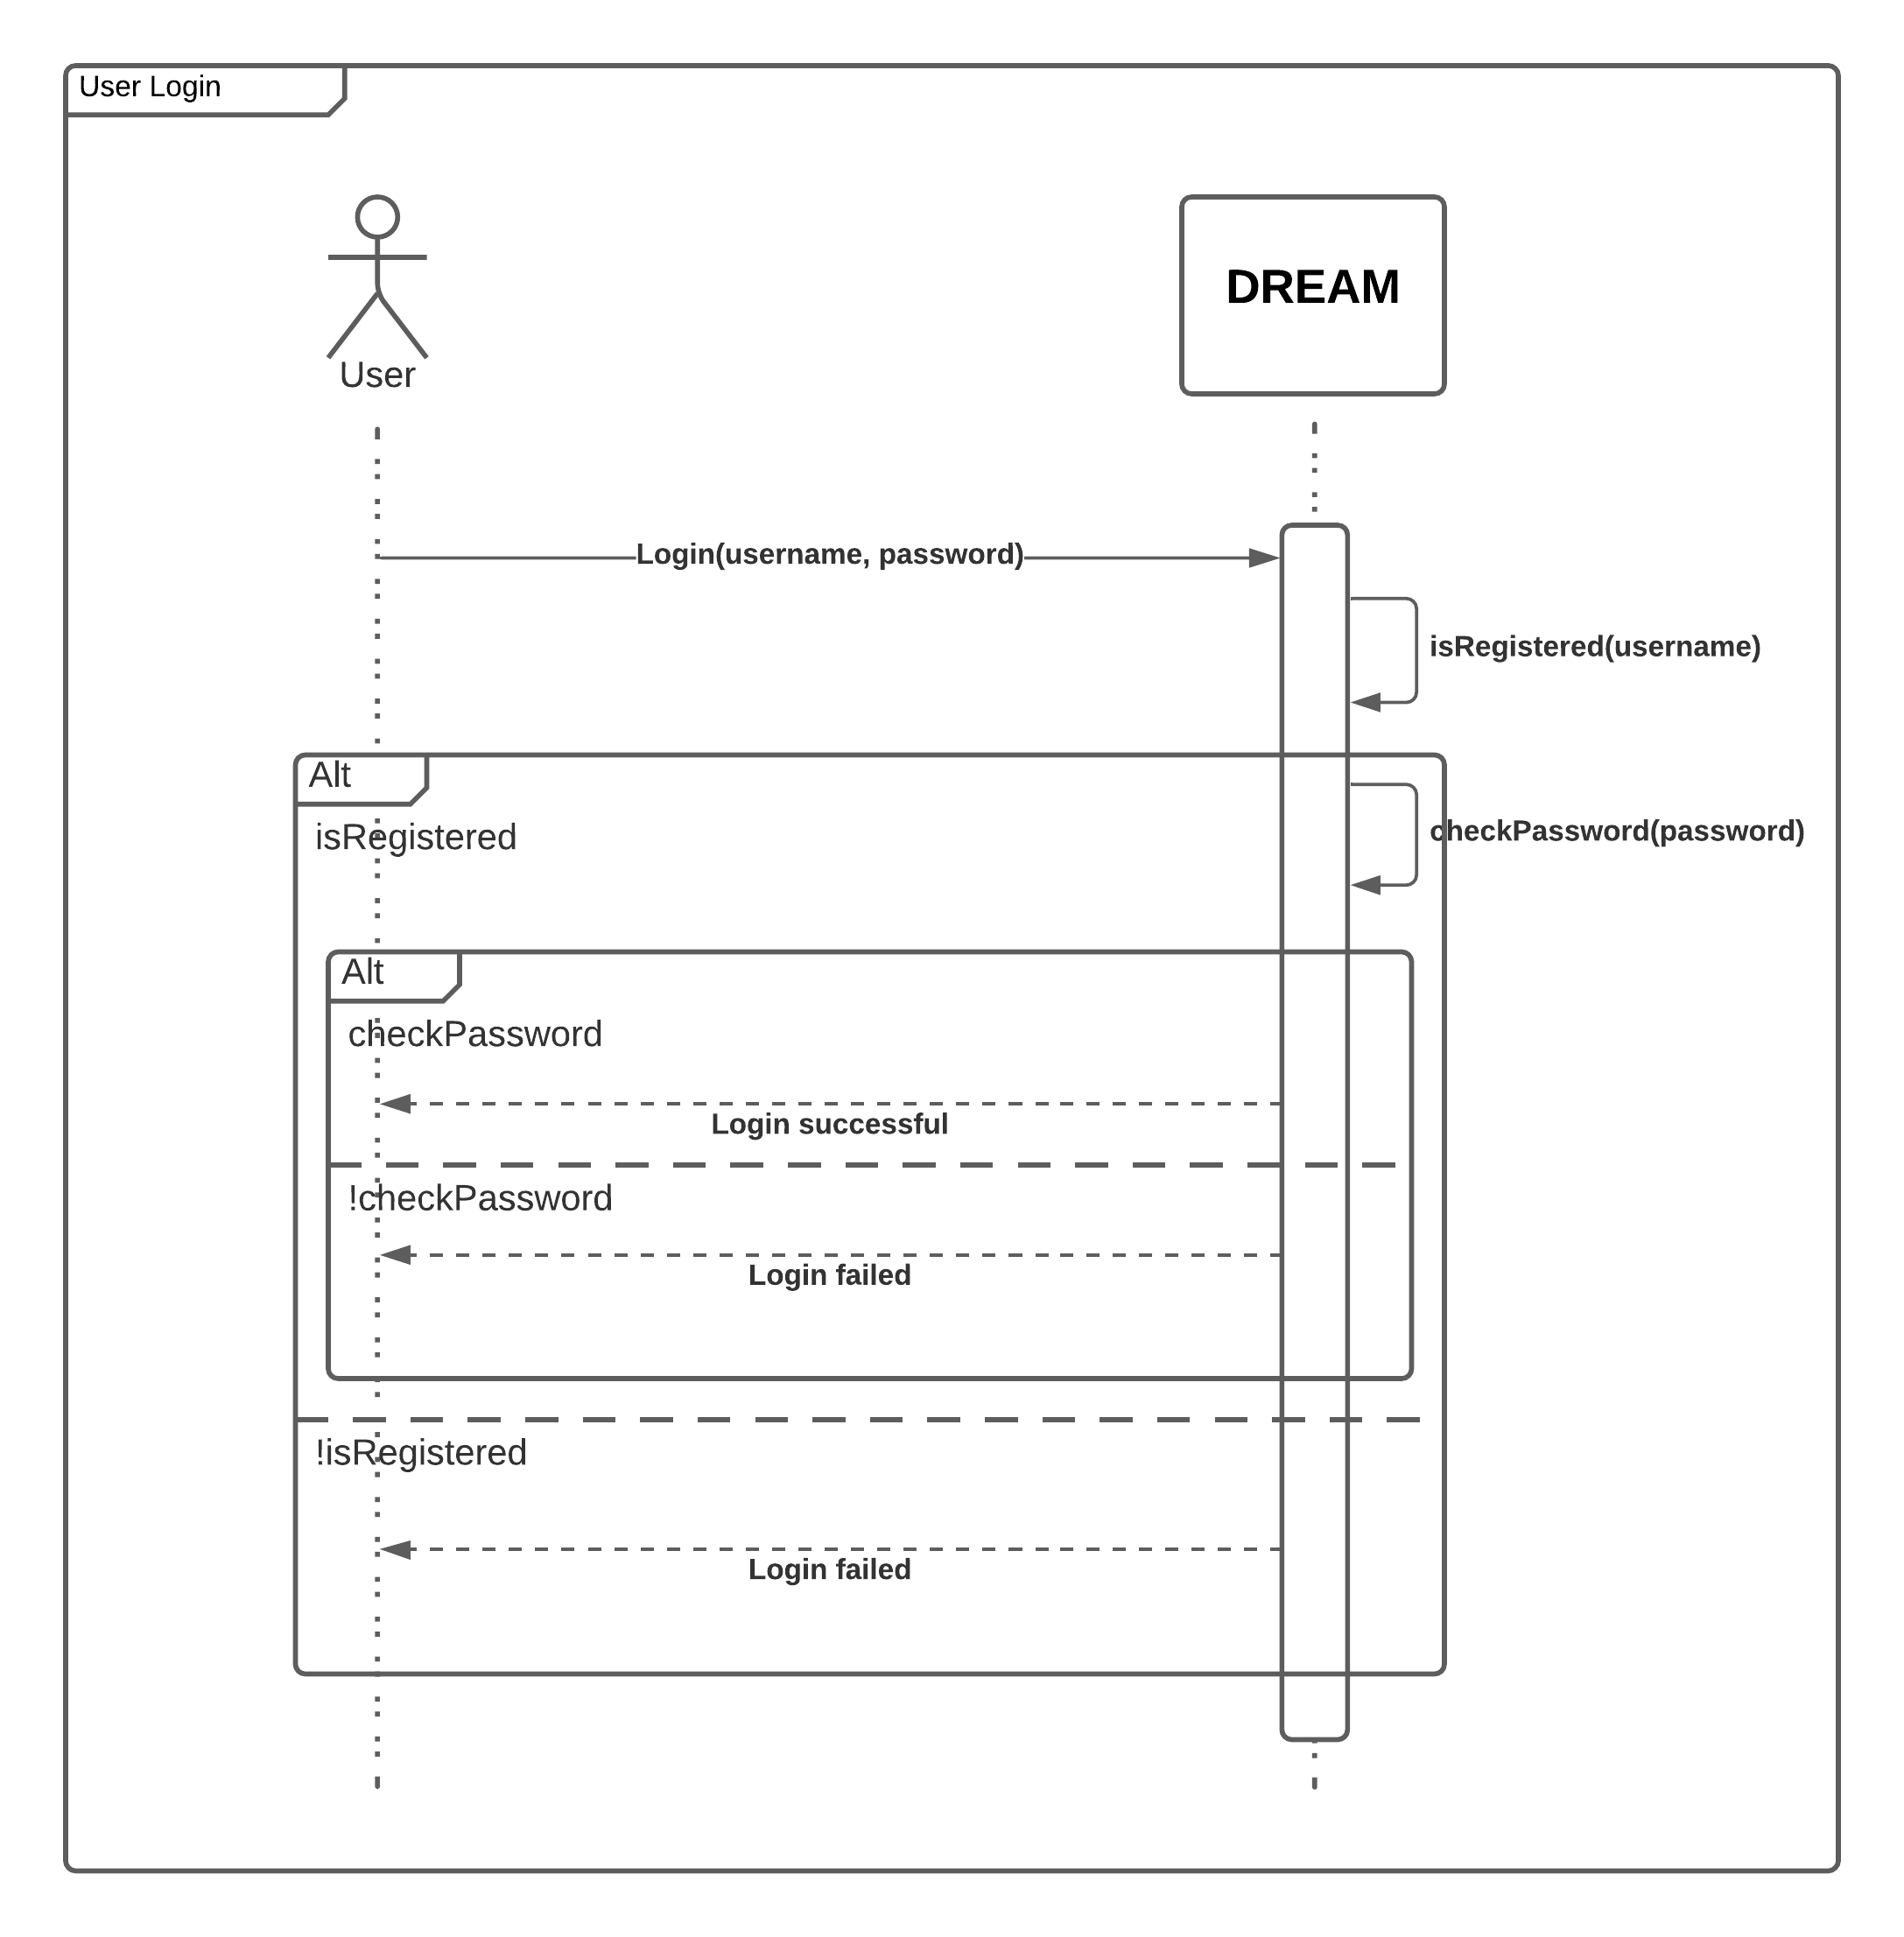 User Login
DREAM
User
Login(username, password)
isRegistered(username)
Alt
isRegistered
checkPassword(password)
Alt
checkPassword
Login successful
!checkPassword
Login failed
!isRegistered
Login failed